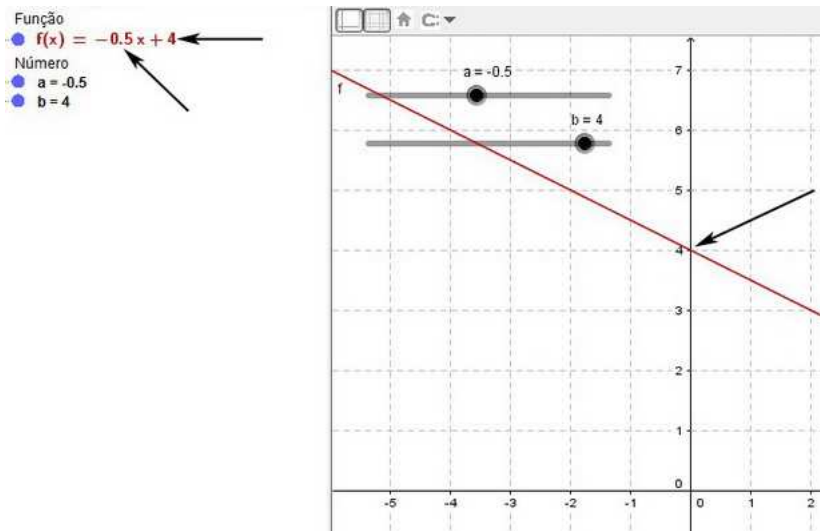 Função
f(x) = −0.5 x + 4
Número
a = -0.5
b = 4
a = -0.5
b = 4
f
7
6
5
4
3
2
1
0
-5 -4 -3 -2 -1 0 1 2